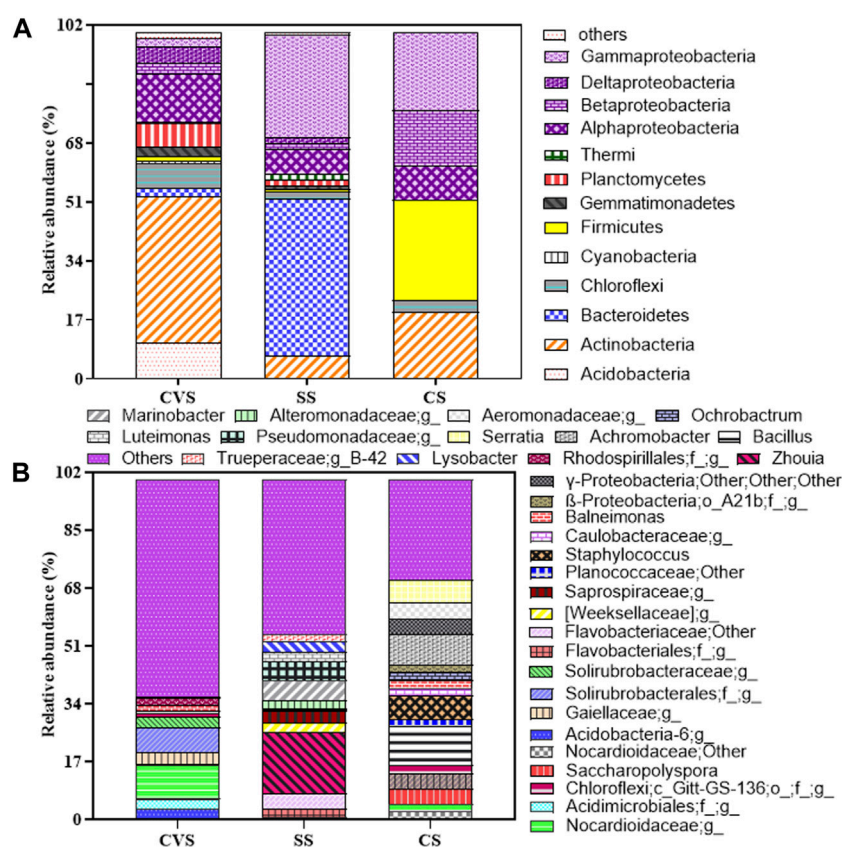 A
102
68
51
34
17
0
Relative abundance (%)
CVS SS CS
others
Gammaproteobacteria
Deltaproteobacteria
Betaproteobacteria
Alphaproteobacteria
Thermi
Planctomycetes
Gemmatimonadetes
Firmicutes
Cyanobacteria
Chloroflexi
Bacteroidetes
Actinobacteria
Acidobacteria
Marinobacter Alteromonadaceae;g_ Aeromonadaceae;g_ Ochrobactrum
Luteimonas Pseudomonadaceae;g_ Serratia Achromobacter Bacillus
Others Trueperaceae;g_B-42 Lysobacter Rhodospirillales;f_;g_ Zhouia
B
102
85
68
51
34
17
0
Relative abundance (%)
CVS SS CS
γ-Proteobacteria;Other;Other;Other
ß-Proteobacteria;o_A21b;f_;g_
Balneimonas
Caulobacteraceae;g_
Staphylococcus
Planococcaceae;Other
Saprospiraceae;g_
[Weeksellaceae];g_
Flavobacteriaceae;Other
Flavobacteriales;f_;g_
Solirubrobacteraceae;g_
Solirubrobacterales;f_;g_
Gaiellaceae;g_
Acidobacteria-6;g_
Nocardioidaceae;Other
Saccharopolyspora
Chloroflexi;c_Gitt-GS-136;o_;f_;g_
Acidimicrobiales;f_;g_
Nocardioidaceae;g_